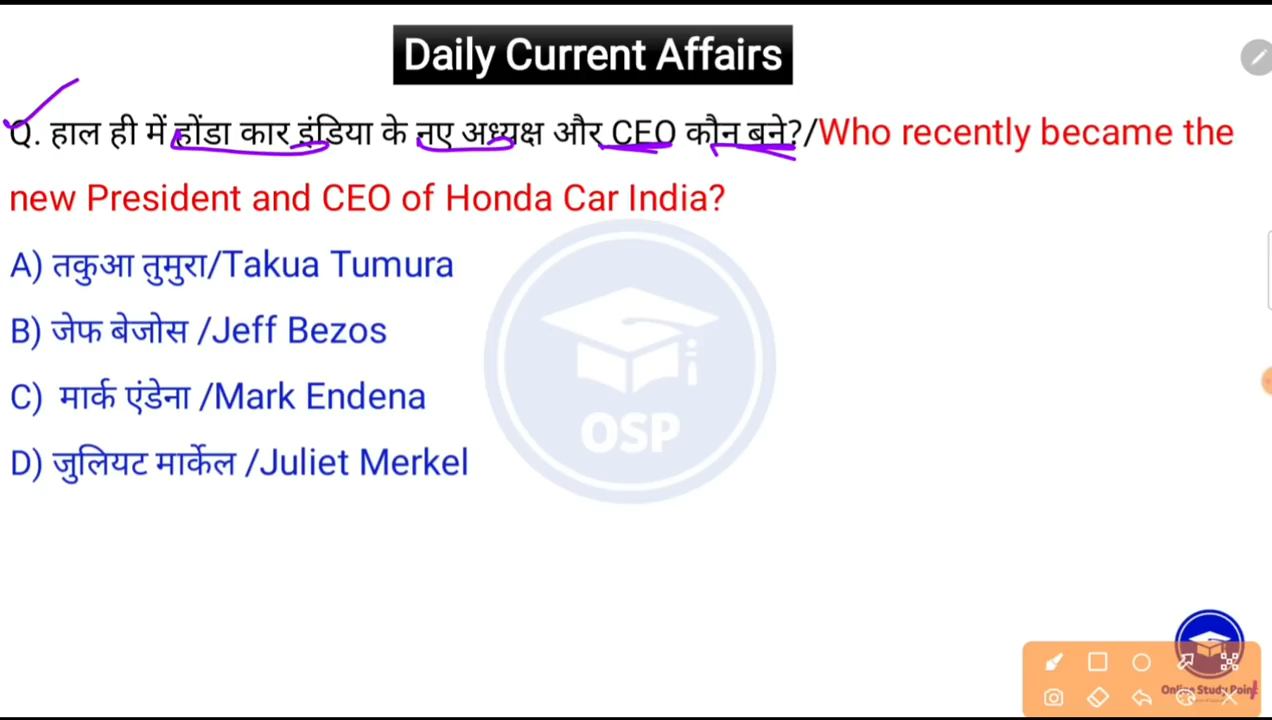 Daily Current Affairs
Q. हाल ही में होंडा कार इंडिया के नए अध्यक्ष और CEO कौन बने?/Who recently became the
new President and CEO of Honda Car India?
A) तकुआ तुमुरा/Takua Tumura
B) जेफ बेजोस /Jeff Bezos
C) मार्क एंडेना /Mark Endena
D) जुलियट मार्केल /Juliet Merkel
OSP
Online Study Point